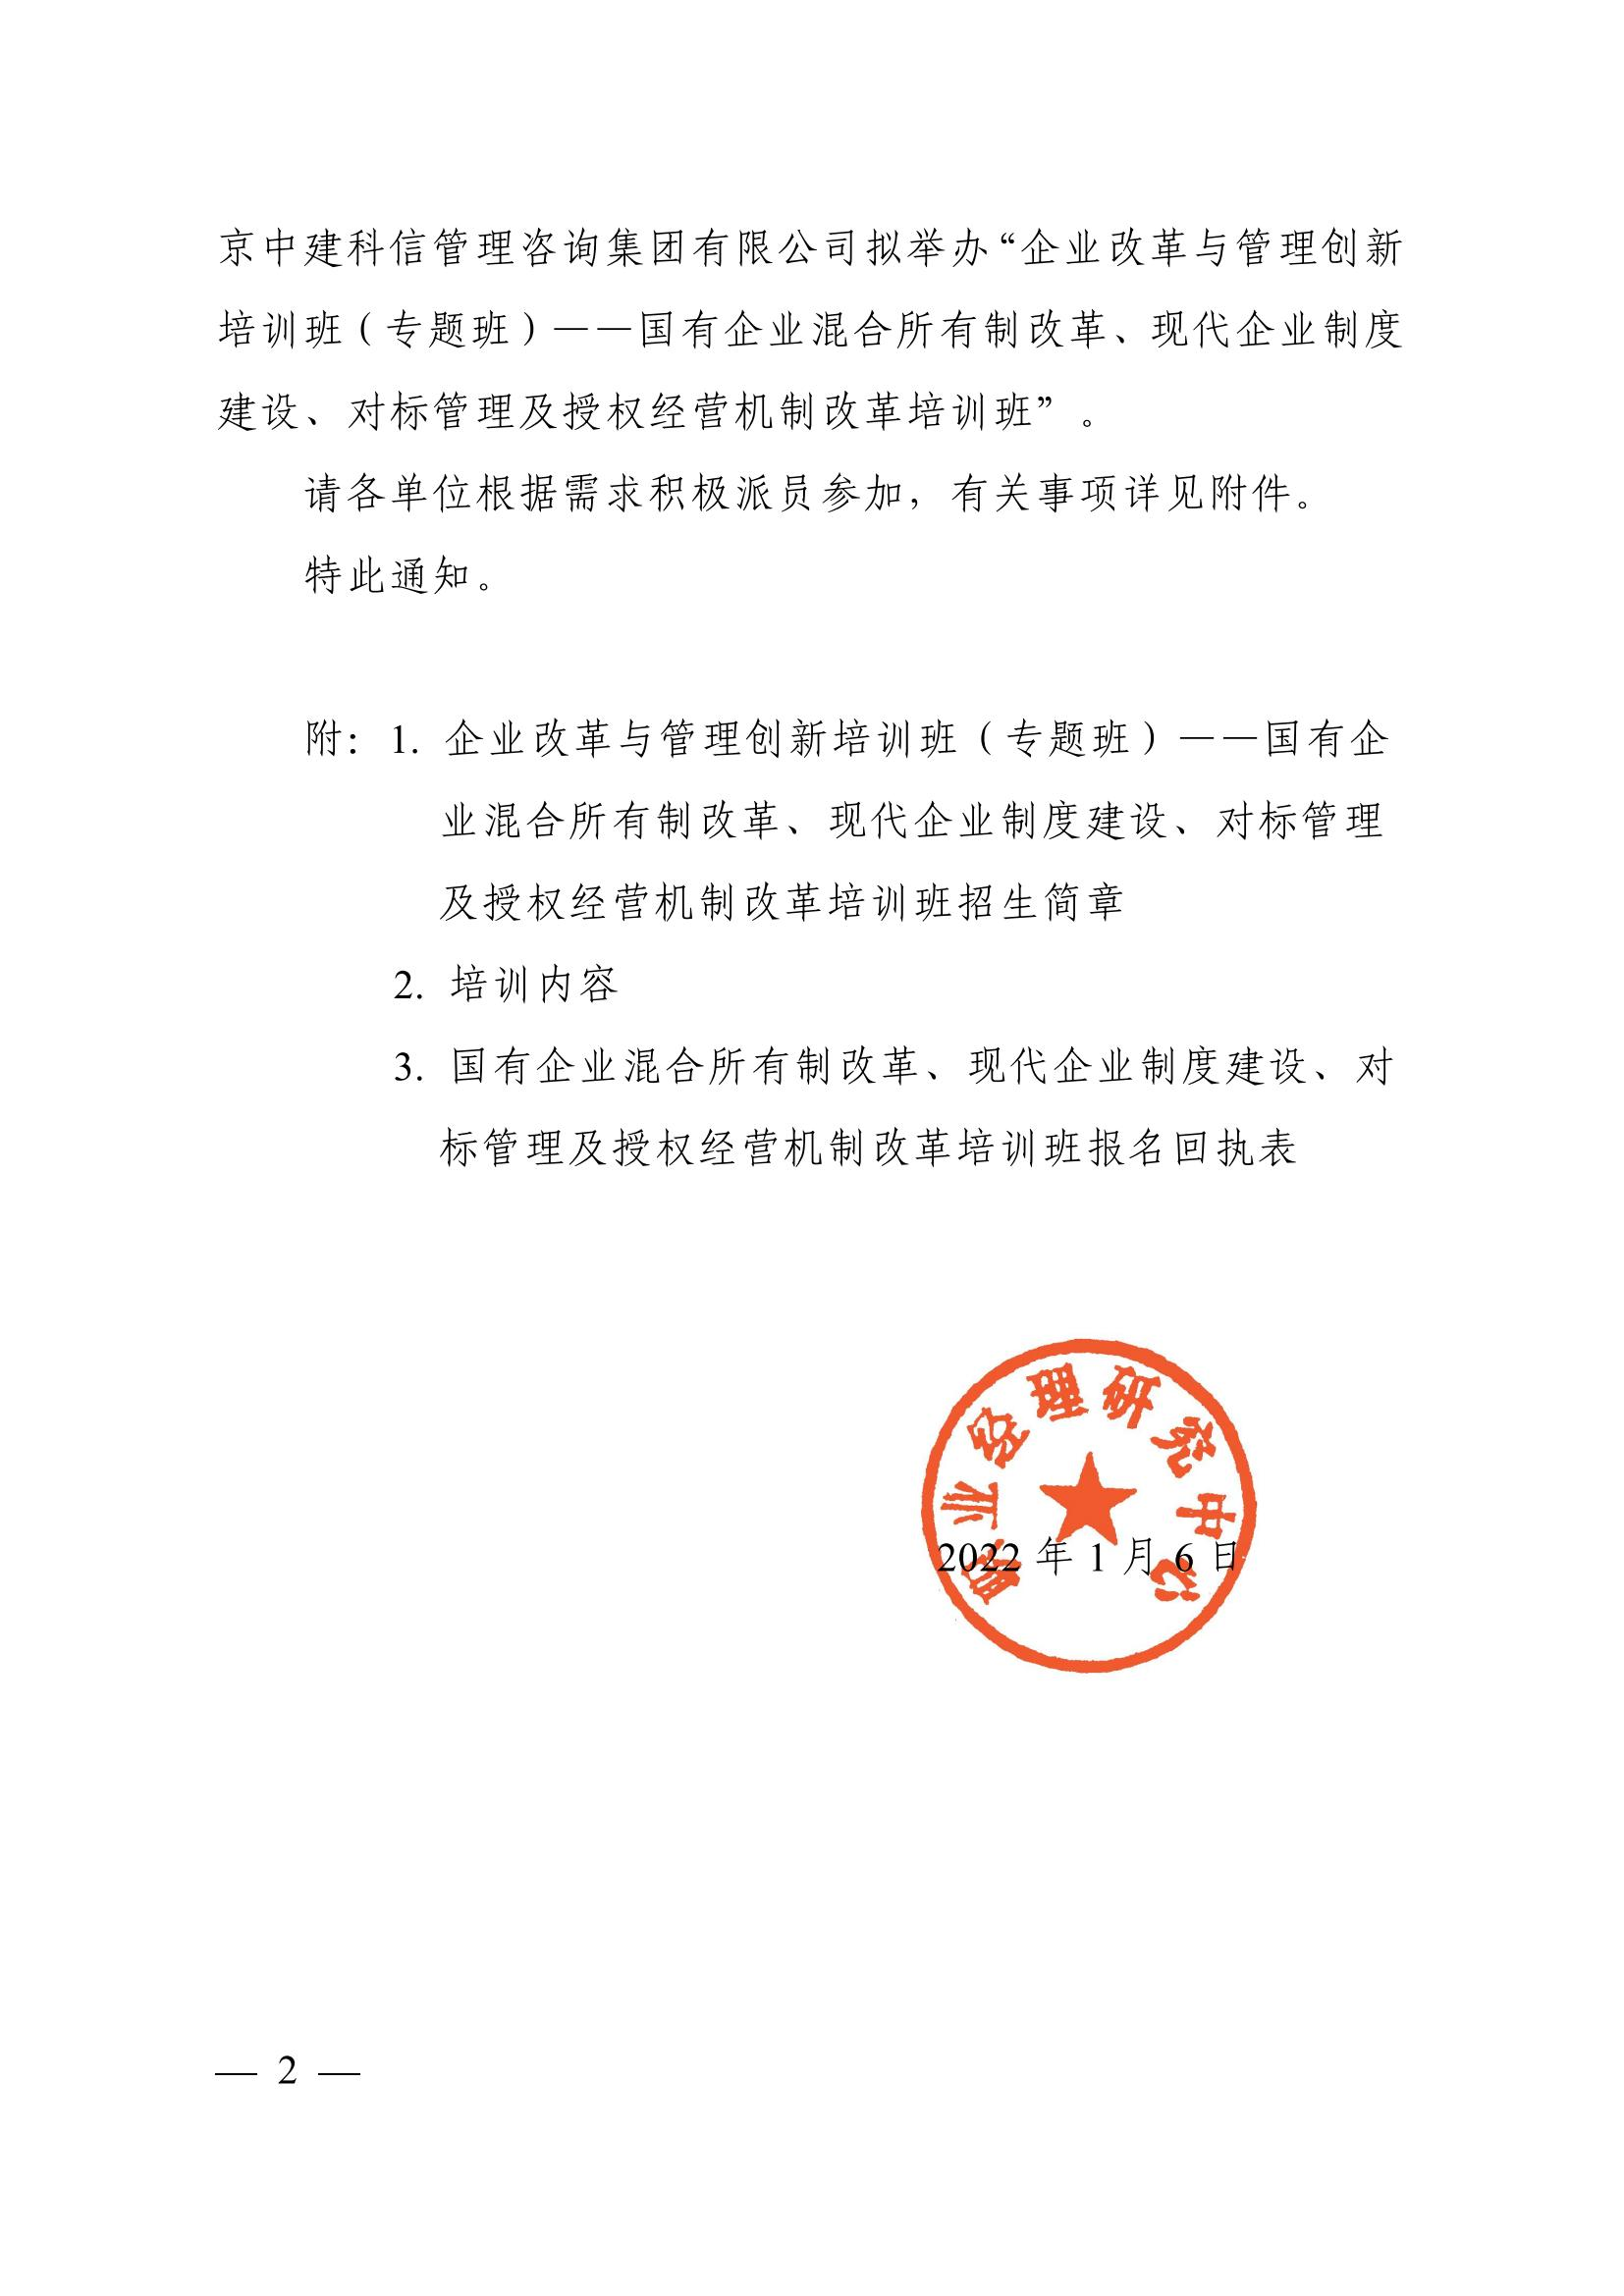 京中建科信管理咨询集团有限公司拟举办“企业改革与管理创新
培训班（专题班）——国有企业混合所有制改革、现代企业制度
建设、对标管理及授权经营机制改革培训班”。
请各单位根据需求积极派员参加，有关事项详见附件。
特此通知。
附：1. 企业改革与管理创新培训班（专题班）——国有企
业混合所有制改革、现代企业制度建设、对标管理
及授权经营机制改革培训班招生简章
2. 培训内容
3. 国有企业混合所有制改革、现代企业制度建设、对
标管理及授权经营机制改革培训班报名回执表
职业经理研究中心
2022 年 1 月 6 日
— 2 —